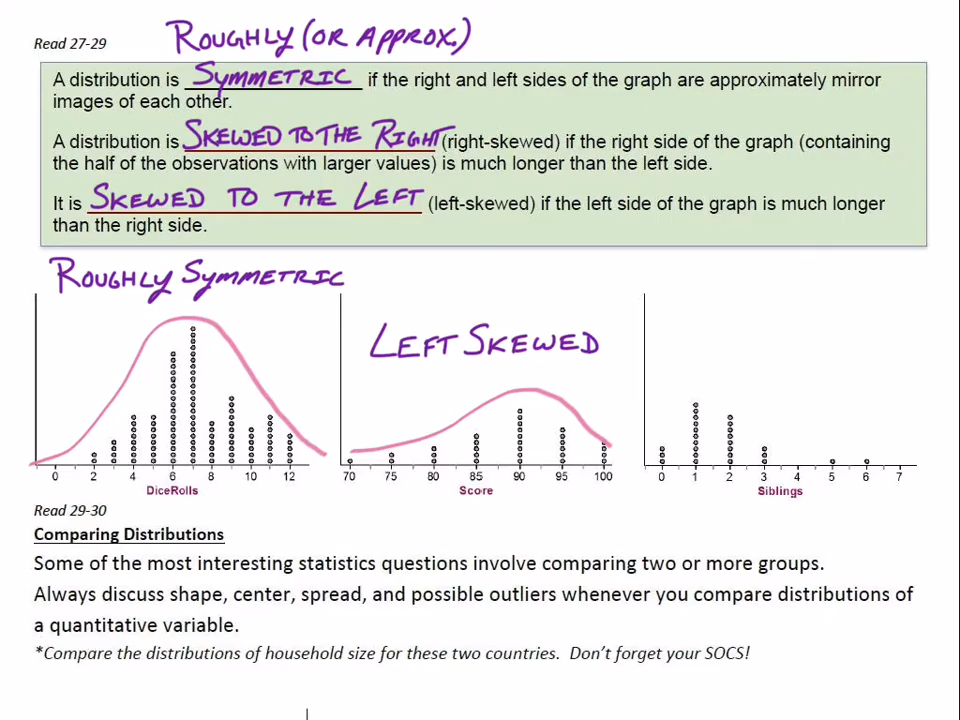 Read 27-29
ROUGHLY (OR APPROX.)
A distribution is SYMMETRIC if the right and left sides of the graph are approximately mirror
images of each other.
A distribution is SKEWED TO THE RIGHT (right-skewed) if the right side of the graph (containing
the half of the observations with larger values) is much longer than the left side.
It is SKEWED TO THE LEFT (left-skewed) if the left side of the graph is much longer
than the right side.
ROUGHLY SYMMETRIC
LEFT SKEWED
0 2 4 6 8 10 12
DiceRolls
70 75 80 85 90 95 100
Score
0 1 2 3 4 5 6 7
Siblings
Read 29-30
Comparing Distributions
Some of the most interesting statistics questions involve comparing two or more groups.
Always discuss shape, center, spread, and possible outliers whenever you compare distributions of
a quantitative variable.
*Compare the distributions of household size for these two countries.  Don't forget your SOCS!